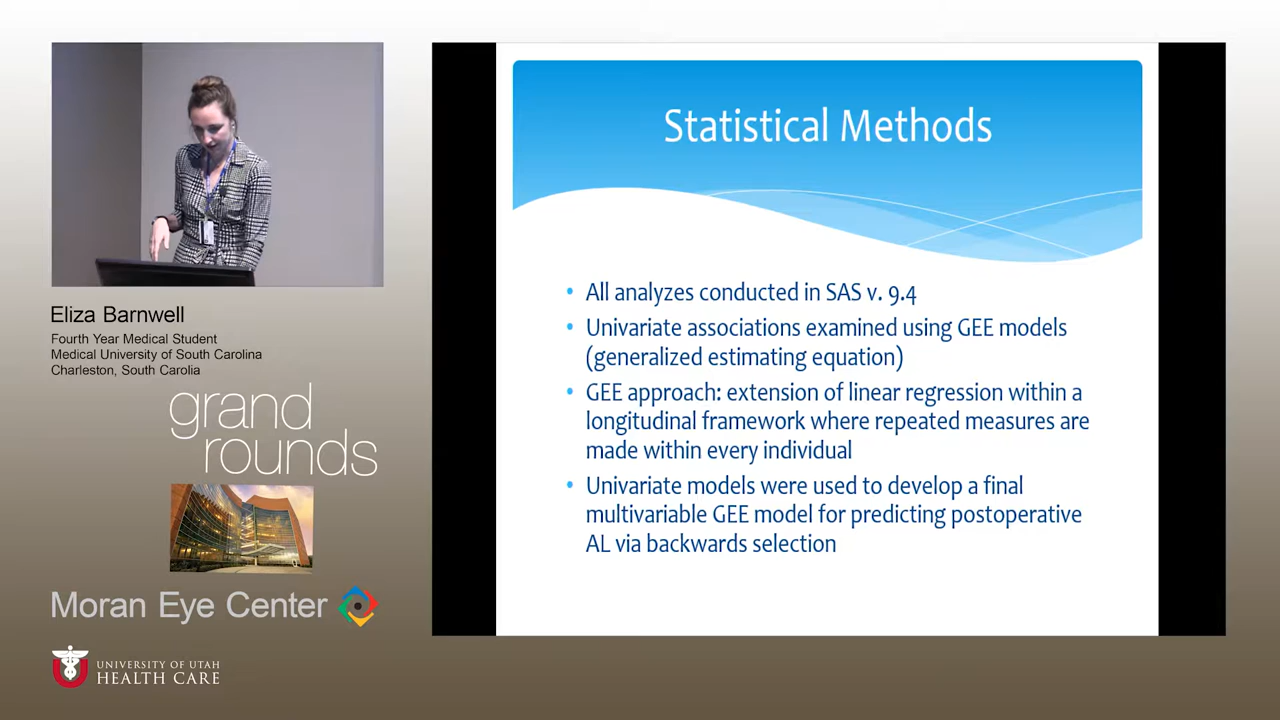 Statistical Methods
• All analyzes conducted in SAS v. 9.4
• Univariate associations examined using GEE models
(generalized estimating equation)
• GEE approach: extension of linear regression within a
longitudinal framework where repeated measures are
made within every individual
• Univariate models were used to develop a final
multivariable GEE model for predicting postoperative
AL via backwards selection
Eliza Barnwell
Fourth Year Medical Student
Medical University of South Carolina
Charleston, South Carolia
grand
rounds
Moran Eye Center
U
UNIVERSITY OF UTAH
HEALTH CARE